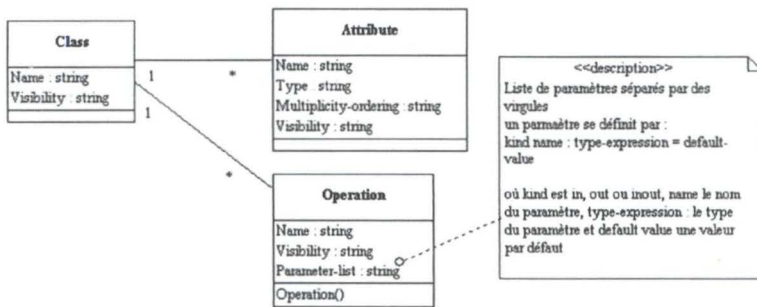 Class
Name : string
Visibility : string
1
*
1
*
Attribute
Name : string
Type : string
Multiplicity-ordering : string
Visibility : string
Operation
Name : string
Visibility : string
Parameter-list : string
Operation()
<<description>>
Liste de paramètres séparés par des
virgules
un parmaètre se définit par :
kind name : type-expression = default-
value
où kind est in, out ou inout, name le nom
du paramètre, type-expression : le type
du paramètre et default value une valeur
par défaut